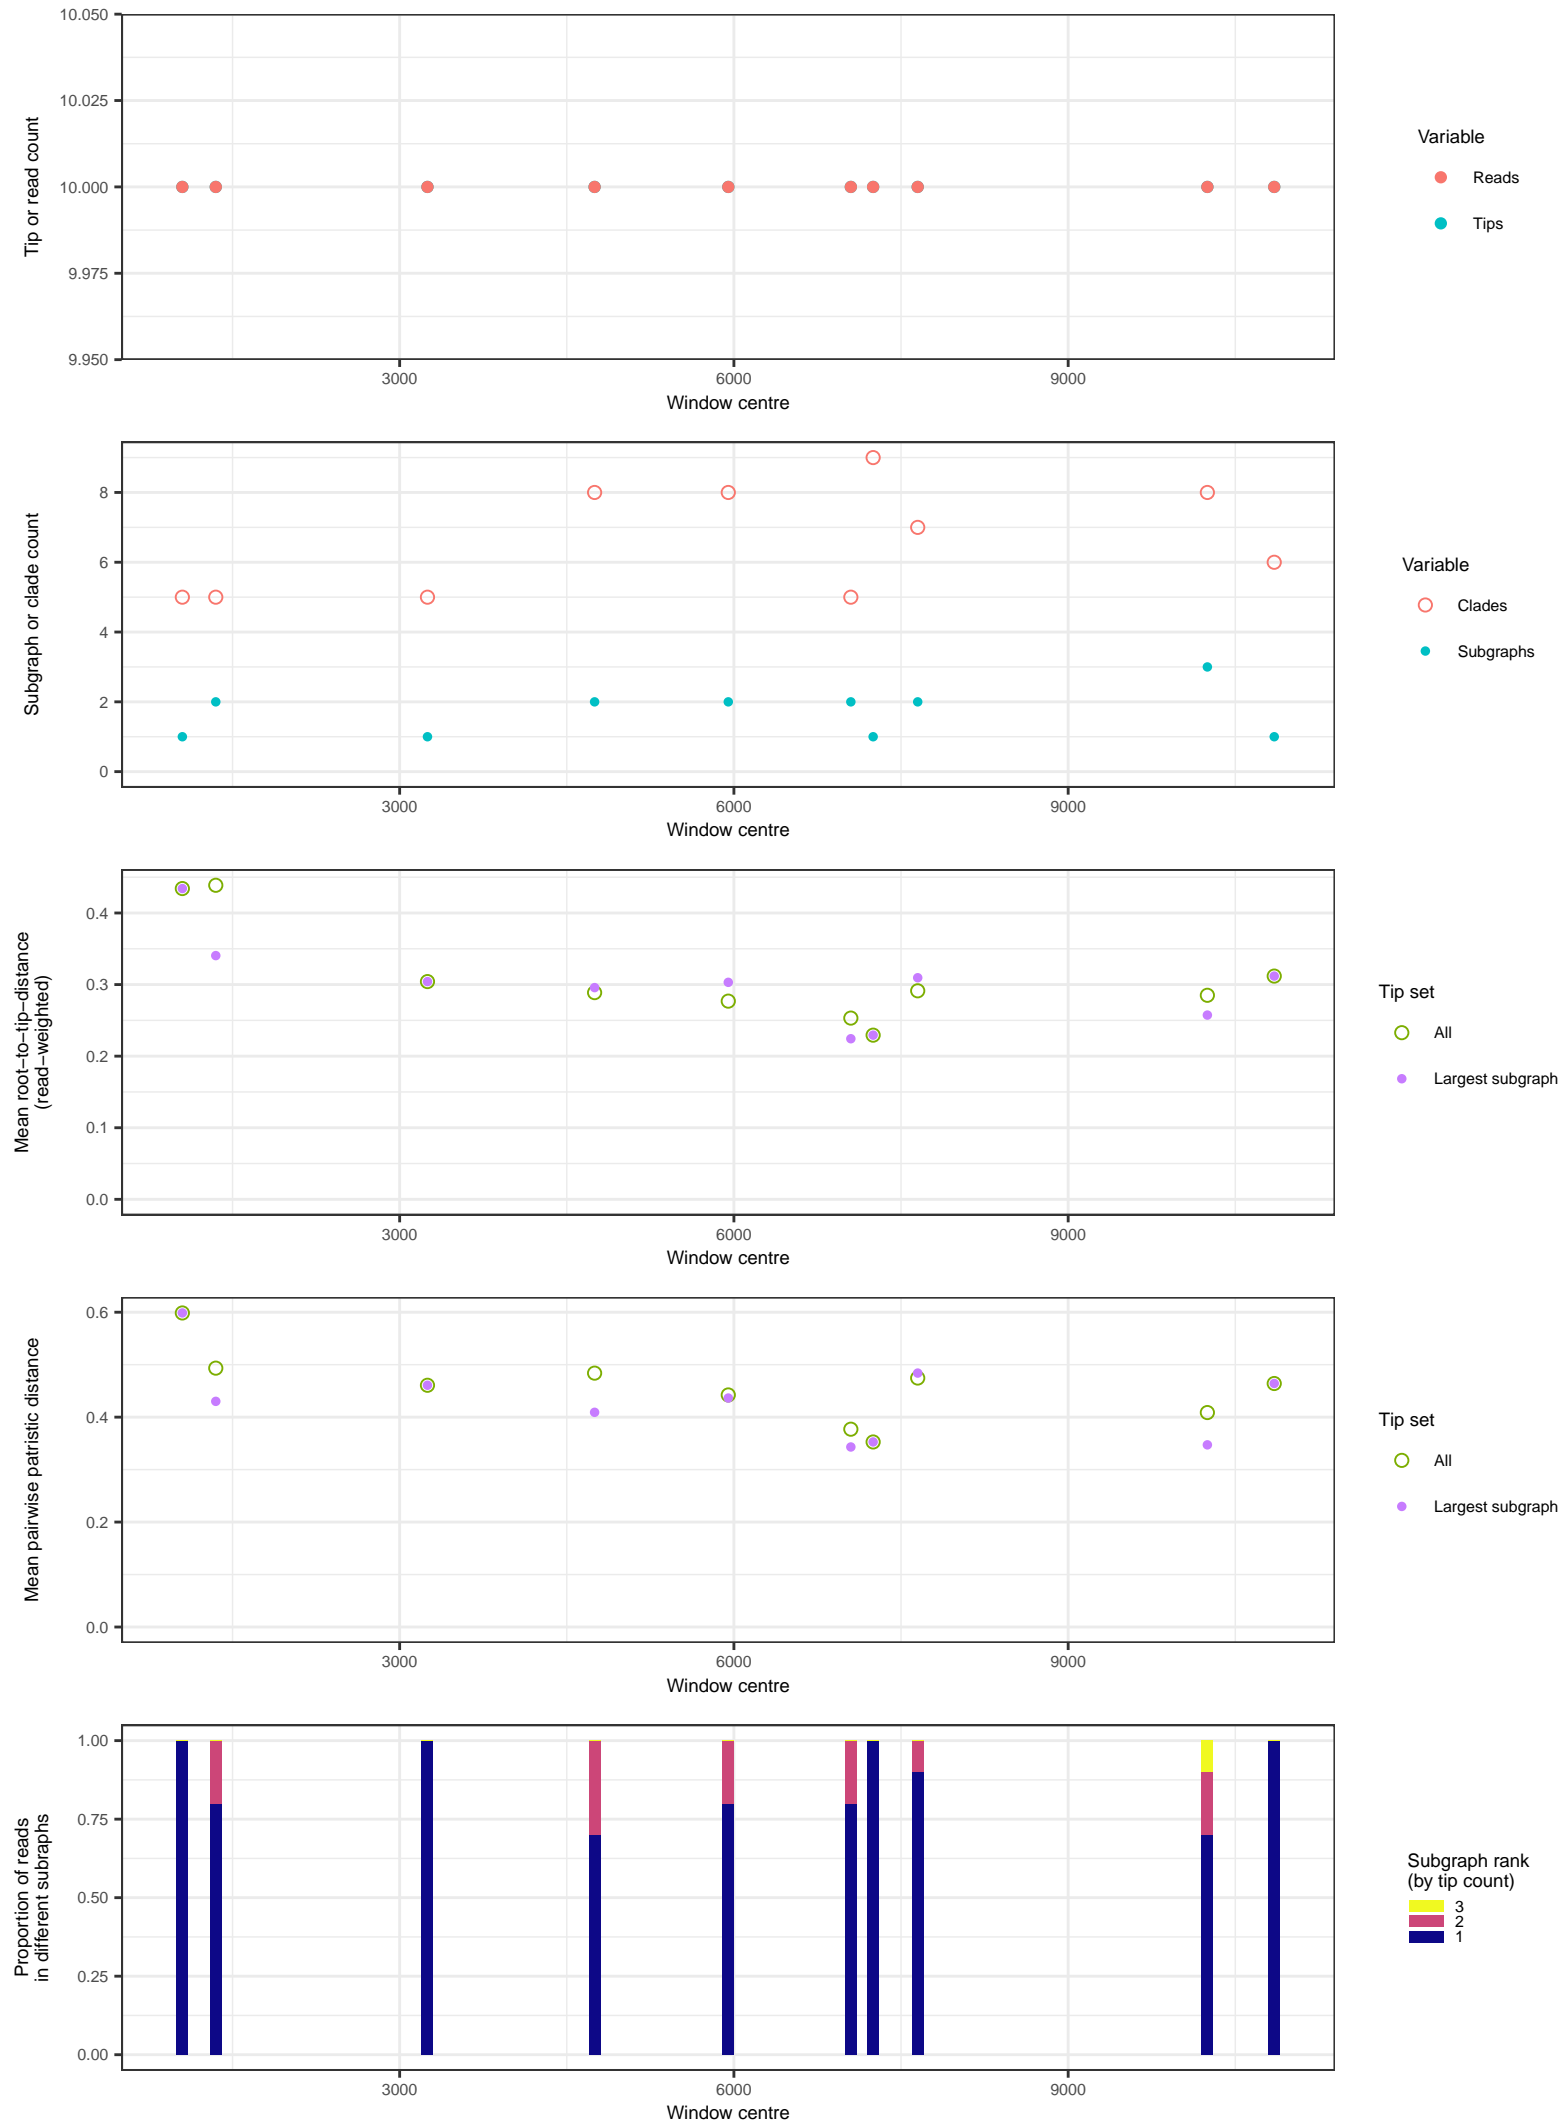 10.050
10.025
10.000
9.975
9.950
Tip or read count
3000
6000
9000
Window centre
Variable
Reads
Tips
8
6
4
2
0
Subgraph or clade count
3000
6000
9000
Window centre
Variable
Clades
Subgraphs
0.4
0.3
0.2
0.1
0.0
Mean root−to−tip−distance
(read−weighted)
3000
6000
9000
Window centre
Tip set
All
Largest subgraph
0.6
0.4
0.2
0.0
Mean pairwise patristic distance
3000
6000
9000
Window centre
Tip set
All
Largest subgraph
1.00
0.75
0.50
0.25
0.00
Proportion of reads
in different subraphs
3000
6000
9000
Window centre
Subgraph rank
(by tip count)
3
2
1